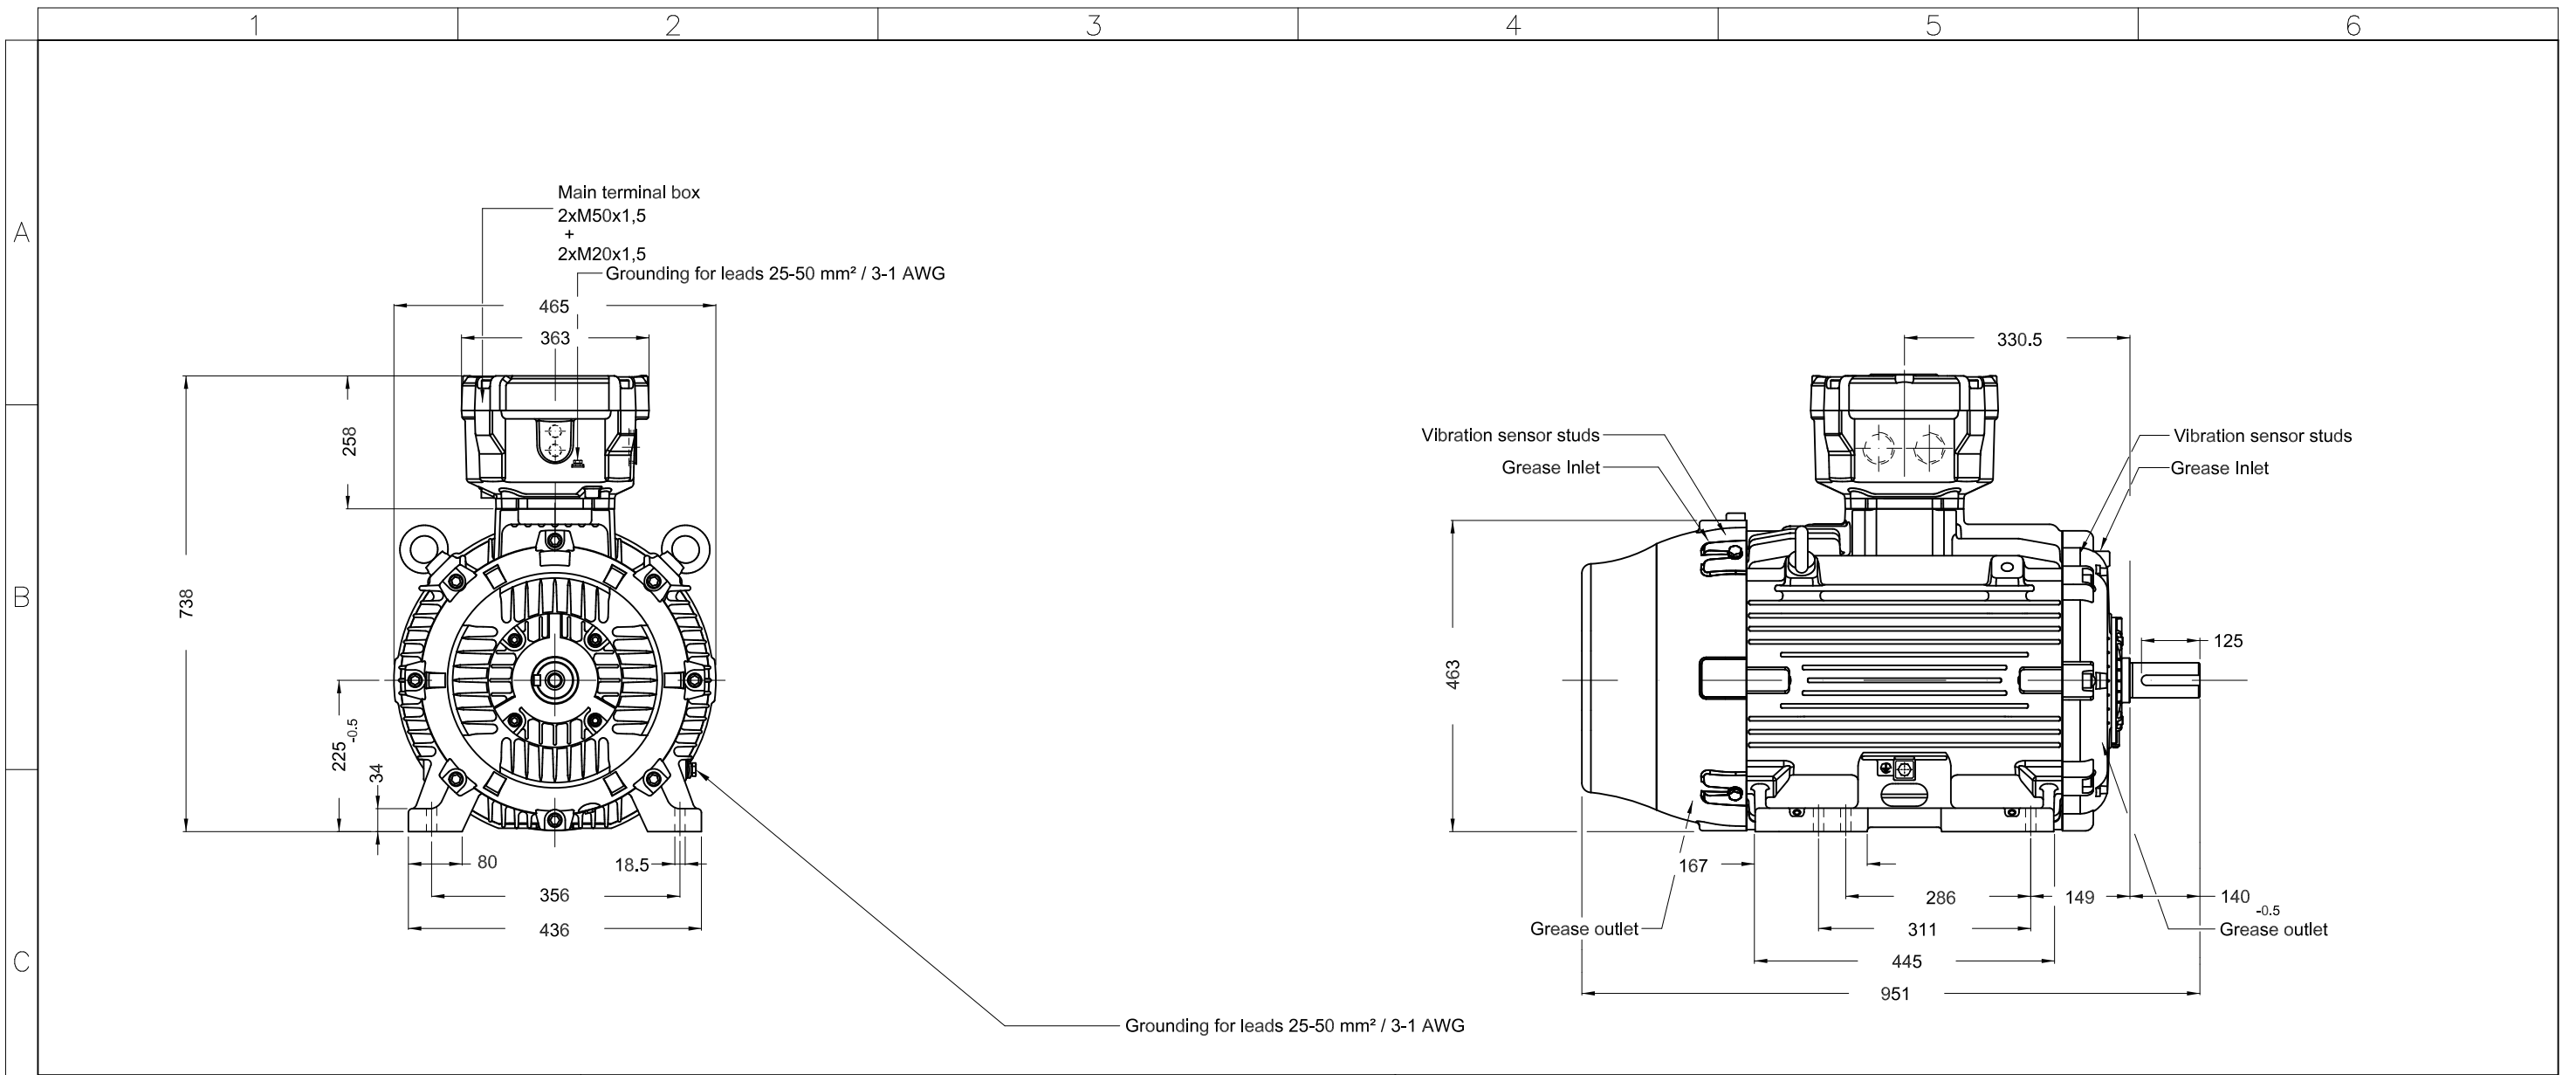 1 2 3 4 5 6
A
B
C
Main terminal box
2xM50x1,5
+
2xM20x1,5
Grounding for leads 25-50 mm² / 3-1 AWG
465
363
258
738
225 -0.5
34
80
18.5
356
436
Grounding for leads 25-50 mm² / 3-1 AWG
330.5
Vibration sensor studs
Grease Inlet
Vibration sensor studs
Grease Inlet
463
125
167
286
149
140 -0.5
Grease outlet
311
Grease outlet
445
951